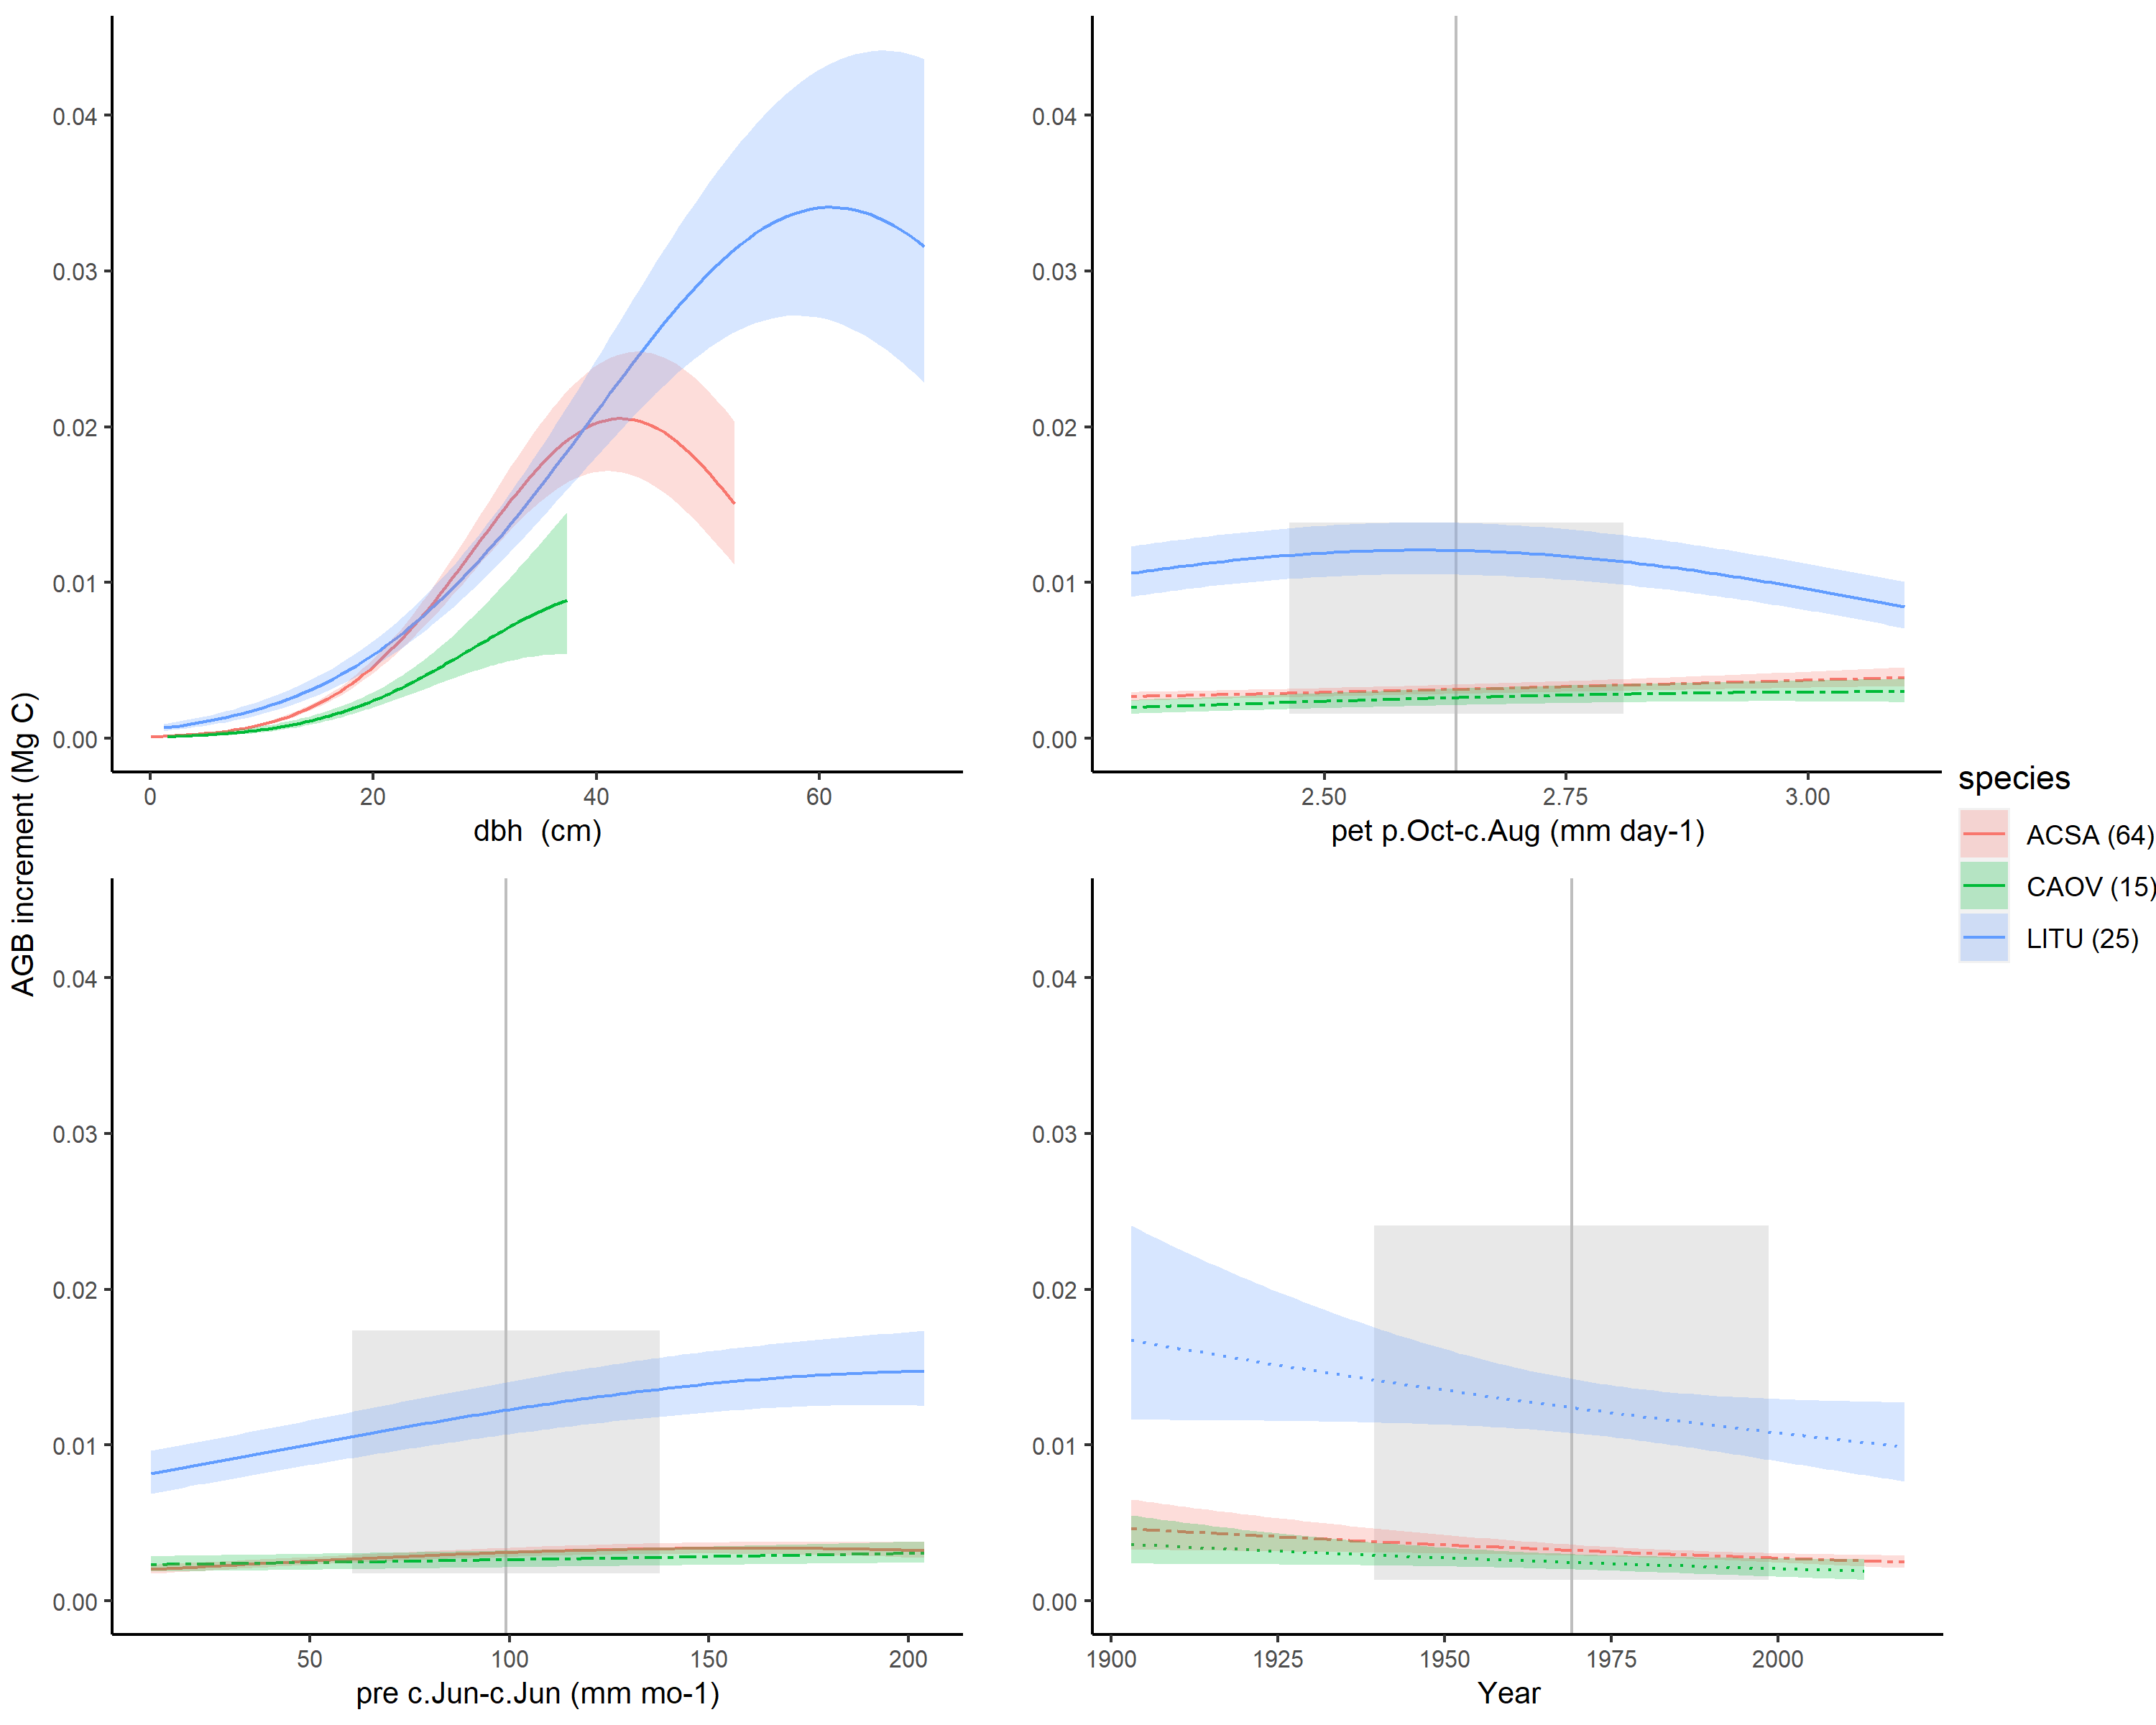 AGB increment (Mg C)
0.04
0.03
0.02
0.01
0.00
0 20 40 60
dbh (cm)
0.04
0.03
0.02
0.01
0.00
2.50 2.75 3.00
pet p.Oct-c.Aug (mm day-1)
0.04
0.03
0.02
0.01
0.00
50 100 150 200
pre c.Jun-c.Jun (mm mo-1)
0.04
0.03
0.02
0.01
0.00
1900 1925 1950 1975 2000
Year
species
ACSA (64)
CAOV (15)
LITU (25)